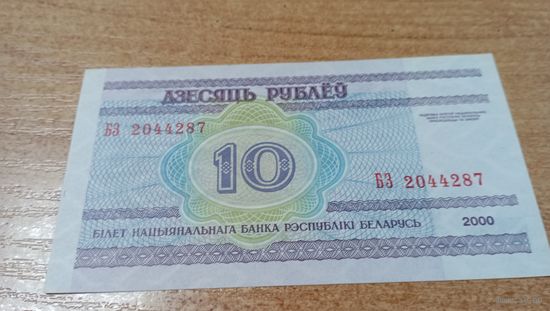 ДЗЕСЯЦЬ РУБЛЁЎ
БЗ 2044287
10
БЗ 2044287
БІЛЕТ НАЦЫЯНАЛЬНАГА БАНКА РЭСПУБЛІКІ БЕЛАРУСЬ 2000